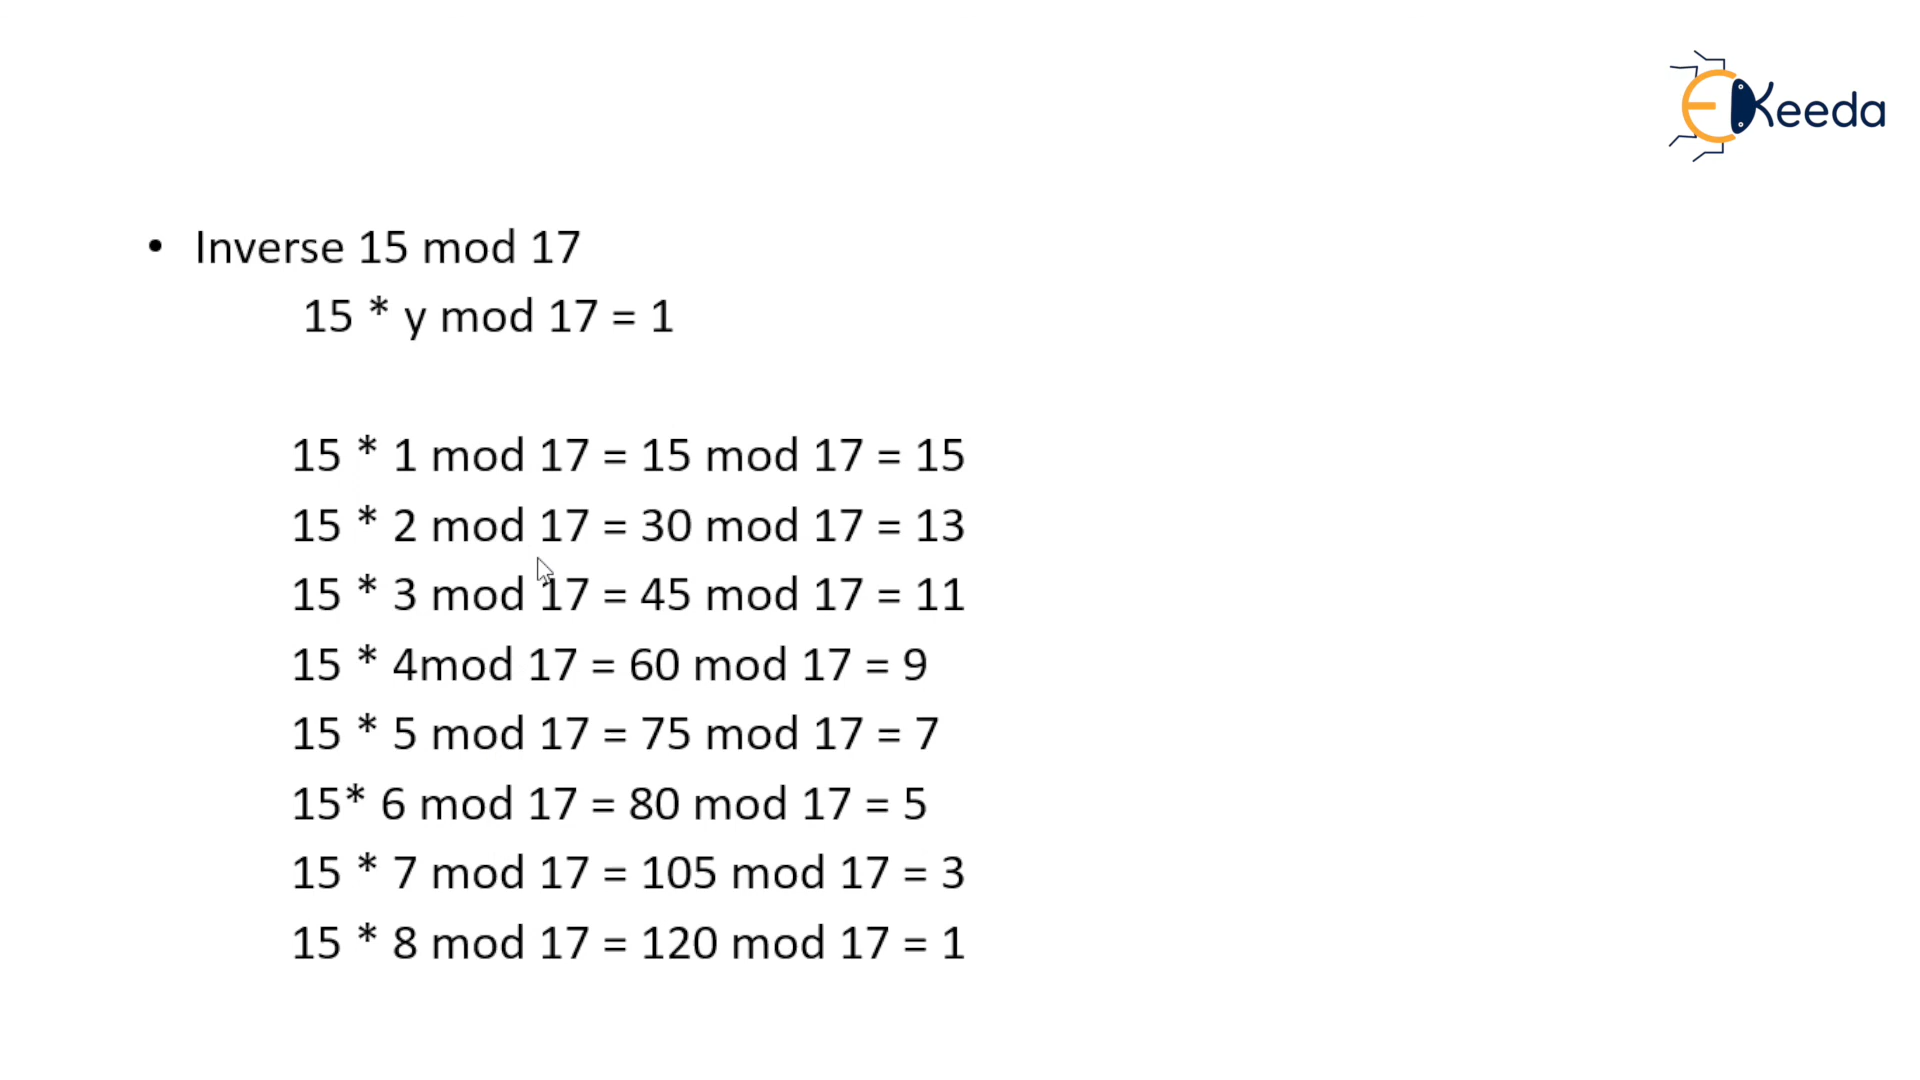 EKeeda
• Inverse 15 mod 17
15 * y mod 17 = 1
15 * 1 mod 17 = 15 mod 17 = 15
15 * 2 mod 17 = 30 mod 17 = 13
15 * 3 mod 17 = 45 mod 17 = 11
15 * 4mod 17 = 60 mod 17 = 9
15 * 5 mod 17 = 75 mod 17 = 7
15* 6 mod 17 = 80 mod 17 = 5
15 * 7 mod 17 = 105 mod 17 = 3
15 * 8 mod 17 = 120 mod 17 = 1